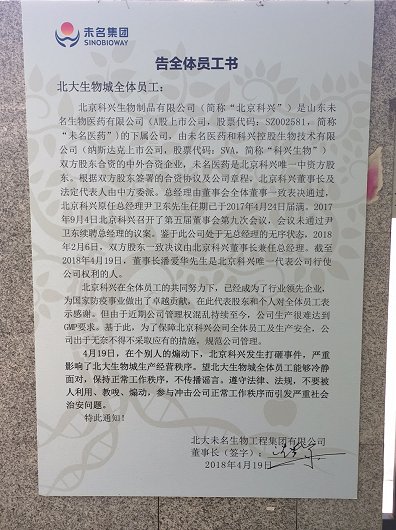 未名集团
SINOBIOWAY
告全体员工书
北大生物城全体员工：
北京科兴生物制品有限公司（简称“北京科兴”）是山东未
名生物医药有限公司（A股上市公司，股票代码：SZ002581，简
称“未名医药”）的下属公司，由未名医药和科兴控股生物技术有限
公司（纳斯达克上市公司，股票代码：SVA，简称“科兴生物”）
双方股东合资的中外合资企业，未名医药是北京科兴唯一中资方股
东。根据双方股东签署的合资协议及公司章程，北京科兴董事长及
法定代表人由中方委派。总经理由董事会全体董事一致表决通过，
北京科兴原任总经理尹卫东先生任期已于2017年4月24日届满。2017
年9月4日北京科兴召开了第五届董事会第九次会议，会议未通过尹
卫东续聘总经理的议案。鉴于此公司处于无总经理的无序状态，2018
年2月6日，双方股东一致决议由北京科兴董事长兼任总经理。截至
2018年4月19日，董事长潘爱华先生是北京科兴唯一代表公司行使
公司权利的人。
北京科兴在全体员工的共同努力下，已经成为了行业领先企业，
为国家防疫事业做出了卓越贡献，在此代表股东和个人对全体员工表
示感谢。但由于近期公司管理权混乱持续至今，公司生产很难达到
GMP要求。基于此，为了保障北京科兴公司全体员工及生产安全，公
司出于无奈不得不采取应有的措施，规范公司管理。
4月19日，在个别人的煽动下，北京科兴发生打砸事件，严重
影响了北大生物城生产经营秩序。望北大生物城全体员工能够冷静
面对，保持正常工作秩序，不传播谣言。遵守法律、法规，不要被
人利用、教唆、煽动，参与冲击公司正常工作秩序而引发严重社会
治安问题。
特此通知！
北大未名生物工程集团有限公司
董事长（签字）：
2018年4月19日